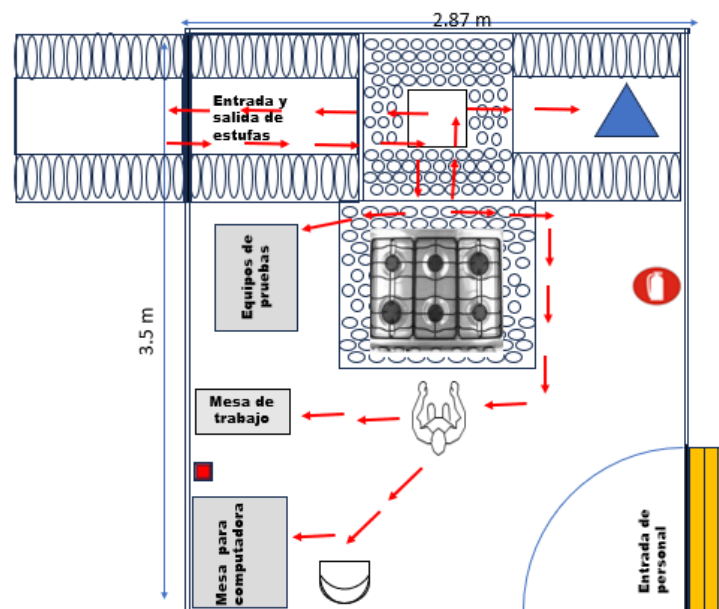 2.87 m
Entrada y
salida de
estufas
Equipos de
pruebas
3.5 m
Mesa de
trabajo
Mesa para
computadora
Entrada de
personal